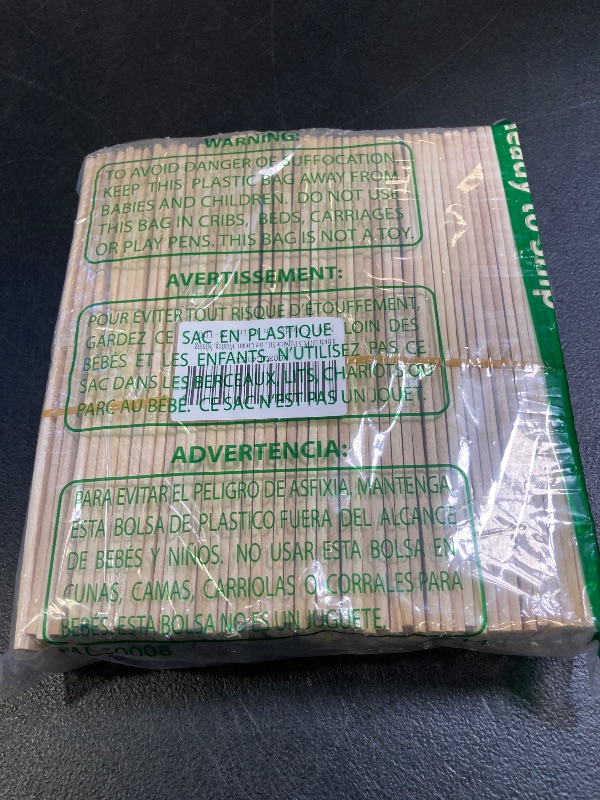 WARNING:
TO AVOID DANGER OF SUFFOCATION,
KEEP THIS PLASTIC BAG AWAY FROM
BABIES AND CHILDREN. DO NOT USE
THIS BAG IN CRIBS, BEDS, CARRIAGES
OR PLAY PENS. THIS BAG IS NOT A TOY.
AVERTISSEMENT:
POUR ÉVITER TOUT RISQUE D'ÉTOUFFEMENT,
GARDEZ CE SAC EN PLASTIQUE LOIN DES
BÉBÉS ET LES ENFANTS. N'UTILISEZ PAS CE
SAC DANS LES BERCEAUX, LITS, CHARIOTS OU
PARC AU BÉBÉ. CE SAC N'EST PAS UN JOUET.
ADVERTENCIA:
PARA EVITAR EL PELIGRO DE ASFIXIA, MANTENGA
ESTA BOLSA DE PLASTICO FUERA DEL ALCANCE
DE BEBÉS Y NIÑOS. NO USAR ESTA BOLSA EN
CUNAS, CAMAS, CARRIOLAS O CORRALES PARA
BEBÉS. ESTA BOLSA NO ES UN JUGUETE.
ready to ship